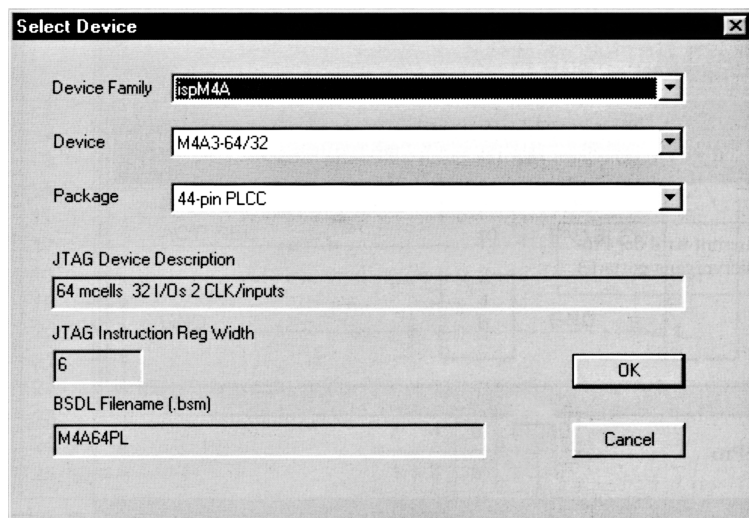 Select Device
Device Family ispM4A
Device M4A3-64/32
Package 44-pin PLCC
JTAG Device Description
64 mcells 32 I/Os 2 CLK/inputs
JTAG Instruction Reg Width
6
OK
BSDL Filename (.bsm)
M4A64PL
Cancel